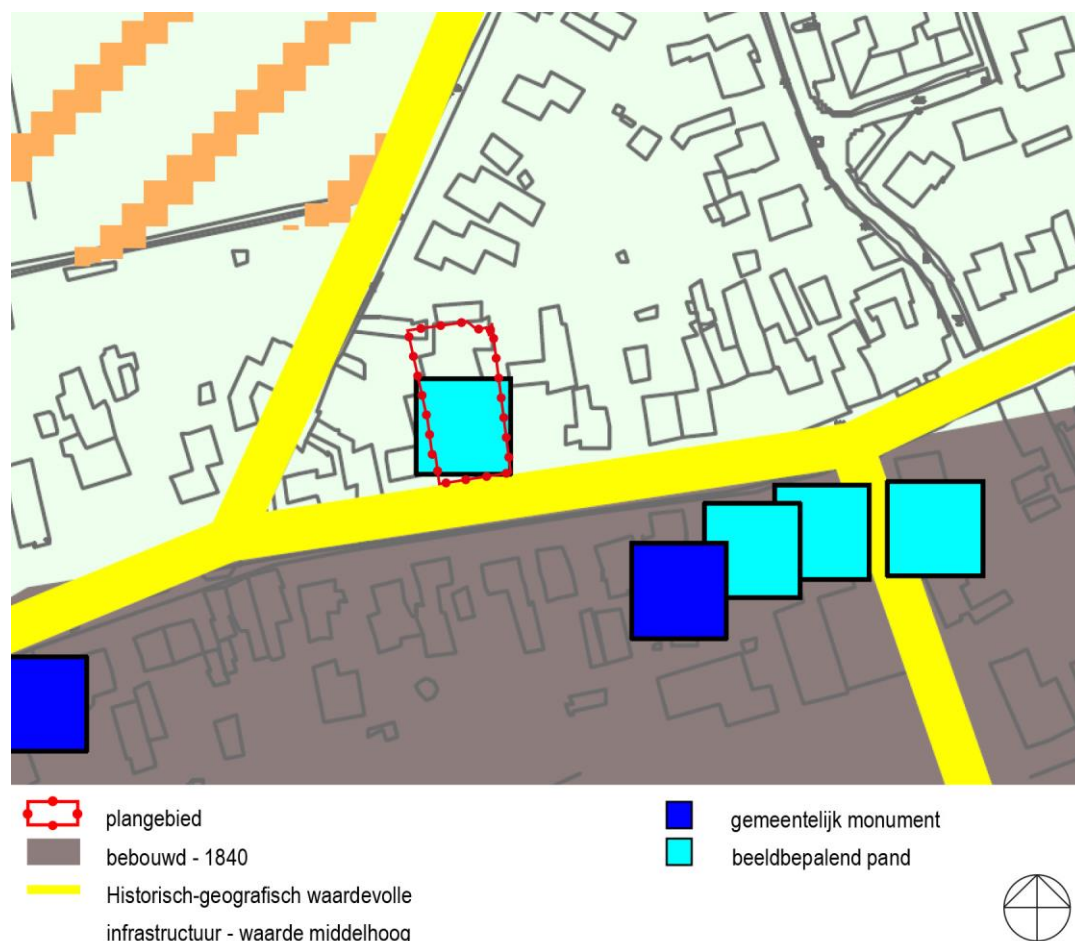 plangebied
bebouwd - 1840
Historisch-geografisch waardevolle
infrastructuur - waarde middelhoog
gemeentelijk monument
beeldbepalend pand